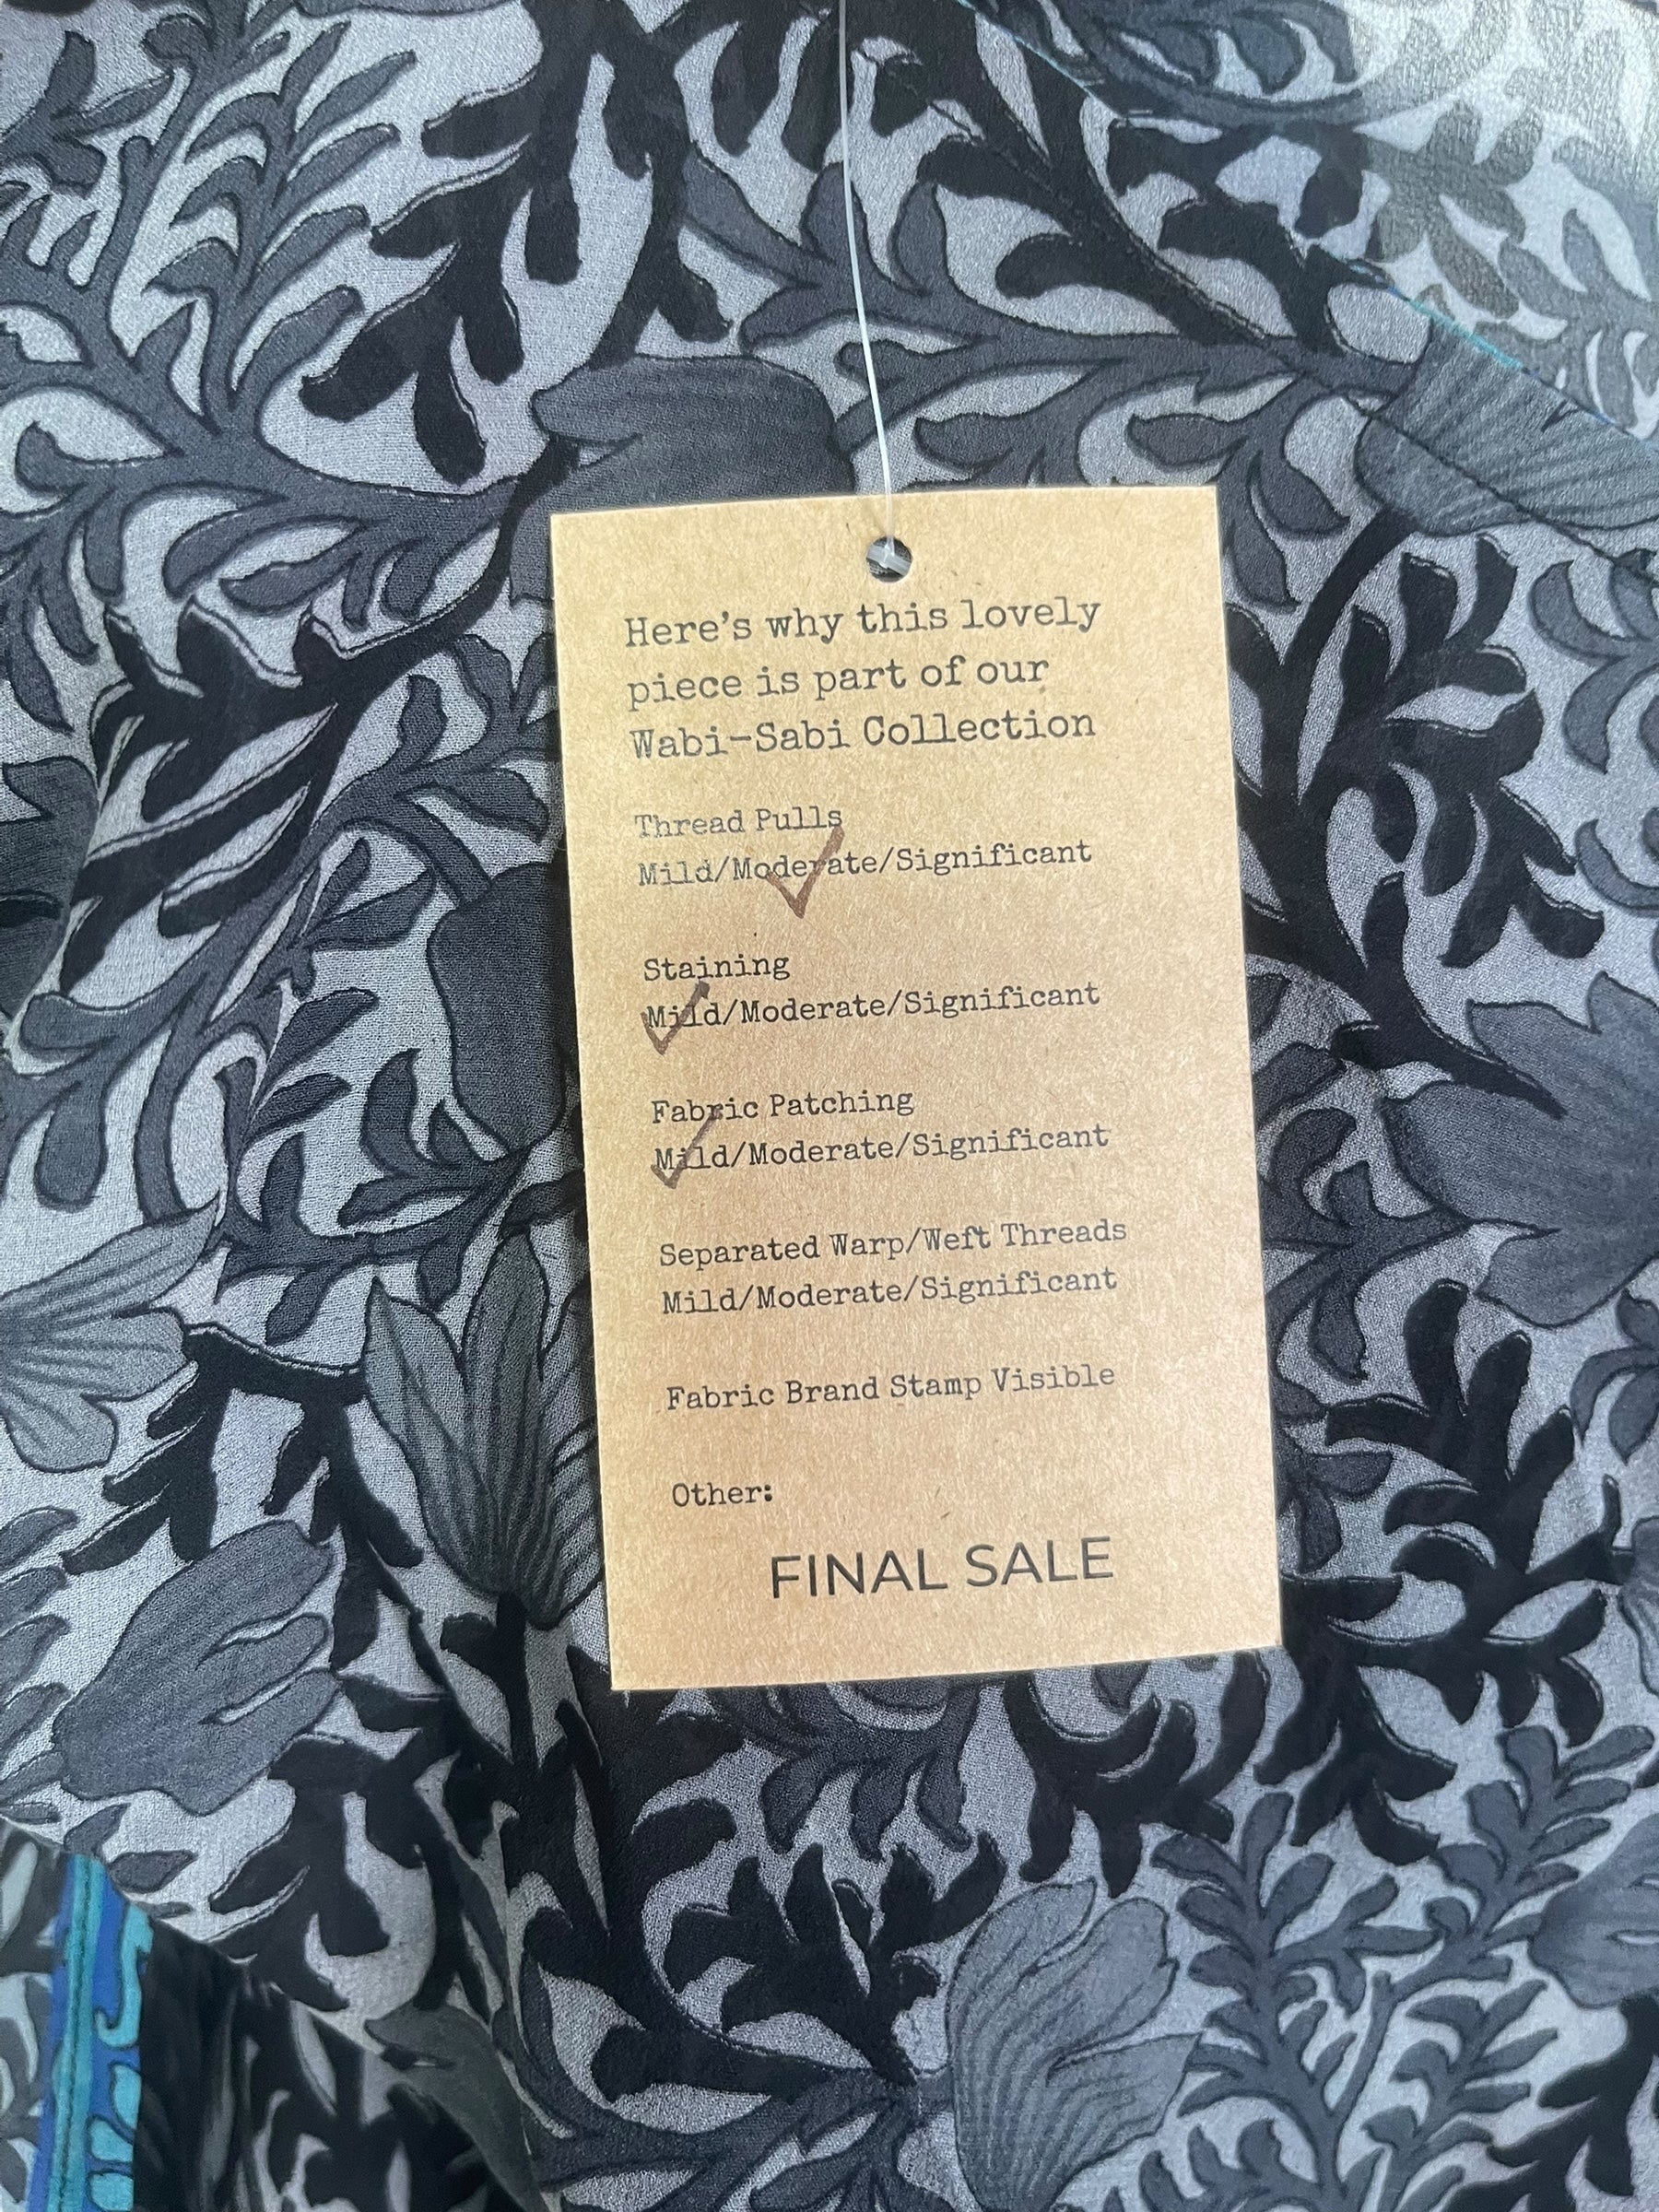 Here's why this lovely
piece is part of our
Wabi-Sabi Collection
Thread Pulls
Mild/Moderate/Significant
Staining
Mild/Moderate/Significant
Fabric Patching
Mild/Moderate/Significant
Separated Warp/Weft Threads
Mild/Moderate/Significant
Fabric Brand Stamp Visible
Other:
FINAL SALE